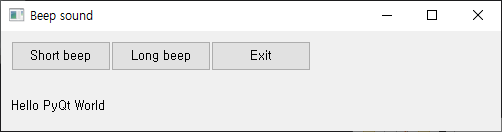 Beep sound
Short beep Long beep Exit
Hello PyQt World